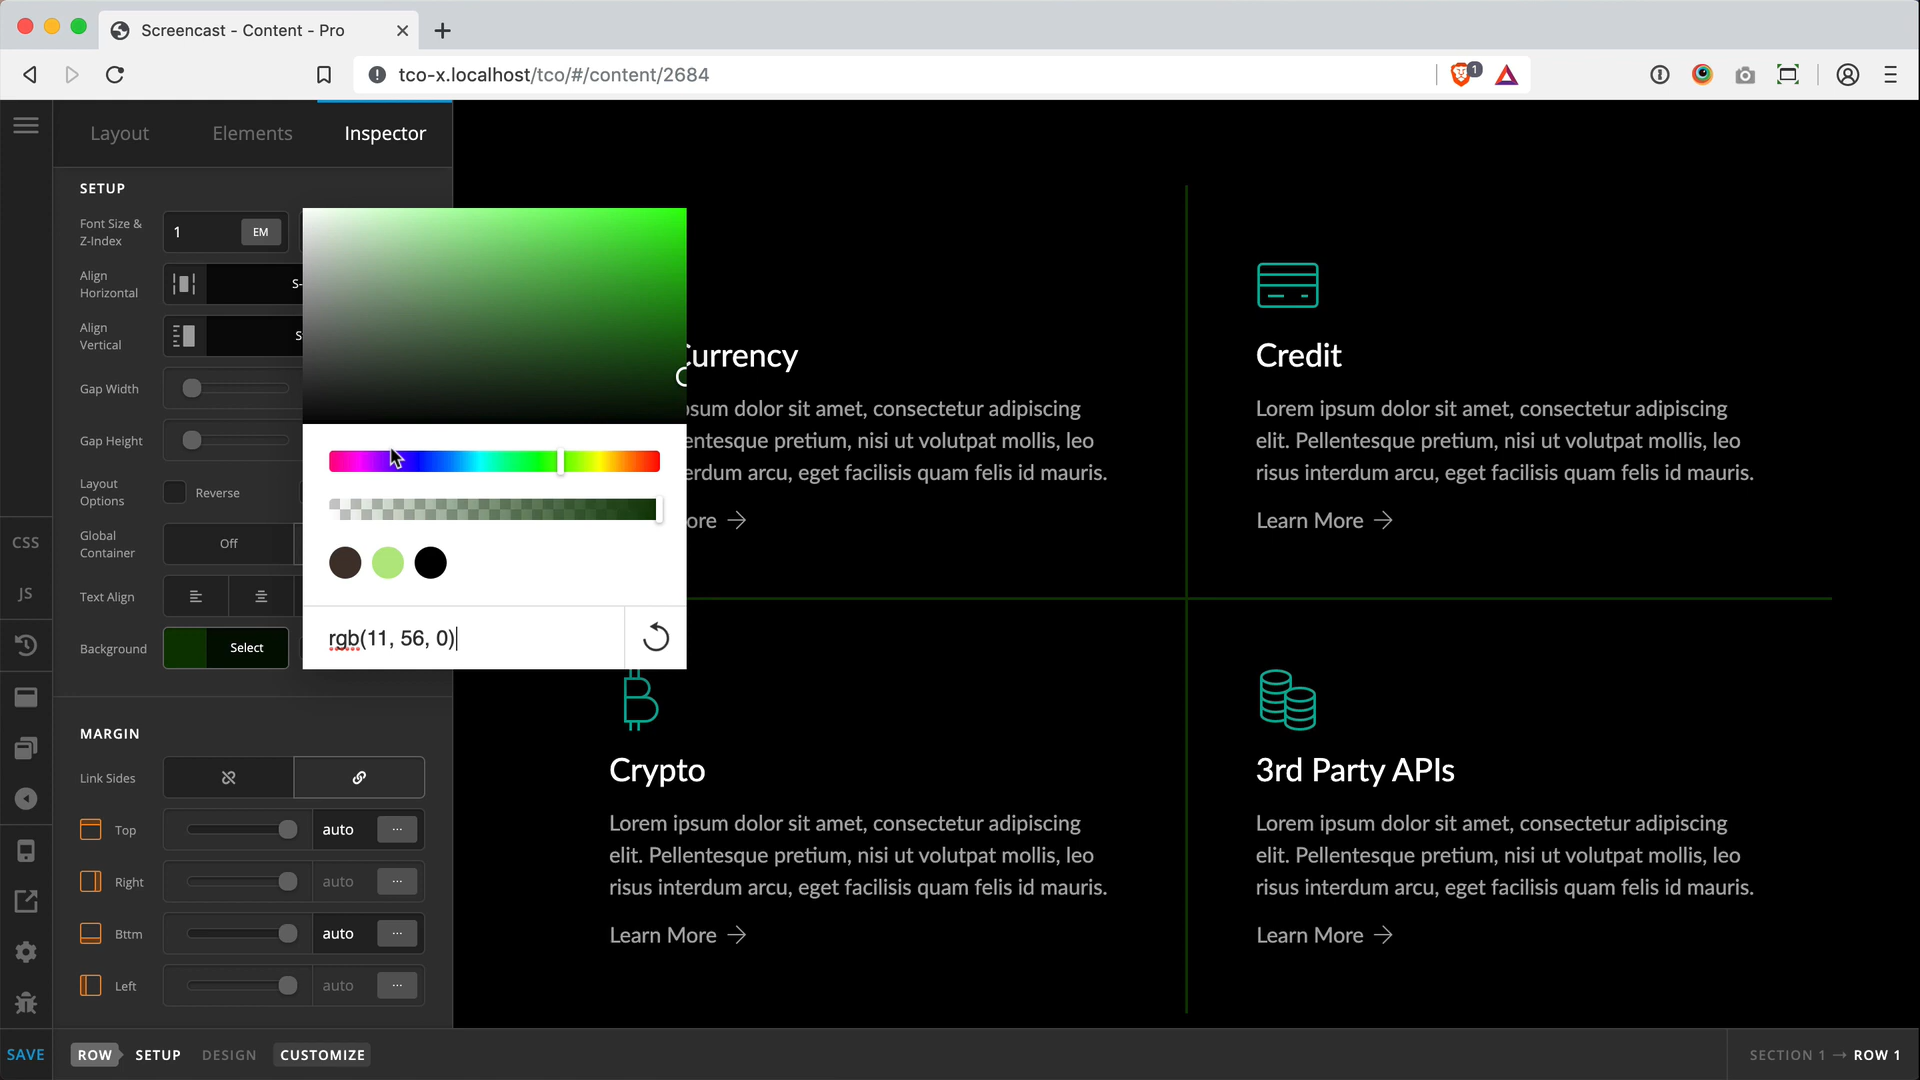 Screencast - Content - Pro
tco-x.localhost/tco/#/content/2684
1
Layout
Elements
Inspector
SETUP
Font Size &
Z-Index
1
EM
Align
Horizontal
S-
Align
Vertical
S
Gap Width
Gap Height
Layout
Options
Reverse
Global
Container
Off
Text Align
Background
Select
rgb(11, 56, 0)
MARGIN
Link Sides
Top
auto
...
Right
auto
...
Bttm
auto
...
Left
auto
...
CSS
JS
SAVE
ROW
SETUP
DESIGN
CUSTOMIZE
SECTION 1 → ROW 1
Currency
psum dolor sit amet, consectetur adipiscing
entesque pretium, nisi ut volutpat mollis, leo
erdum arcu, eget facilisis quam felis id mauris.
ore →
Credit
Lorem ipsum dolor sit amet, consectetur adipiscing
elit. Pellentesque pretium, nisi ut volutpat mollis, leo
risus interdum arcu, eget facilisis quam felis id mauris.
Learn More →
Crypto
Lorem ipsum dolor sit amet, consectetur adipiscing
elit. Pellentesque pretium, nisi ut volutpat mollis, leo
risus interdum arcu, eget facilisis quam felis id mauris.
Learn More →
3rd Party APIs
Lorem ipsum dolor sit amet, consectetur adipiscing
elit. Pellentesque pretium, nisi ut volutpat mollis, leo
risus interdum arcu, eget facilisis quam felis id mauris.
Learn More →